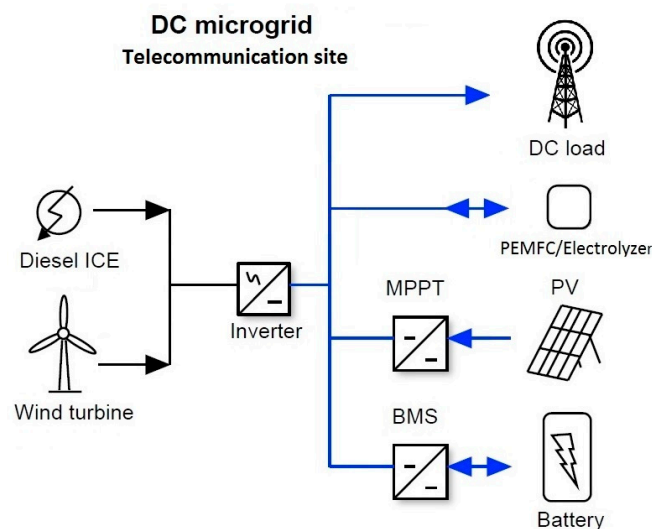 DC microgrid
Telecommunication site
DC load
Diesel ICE
PEMFC/Electrolyzer
MPPT
PV
Inverter
Wind turbine
BMS
Battery